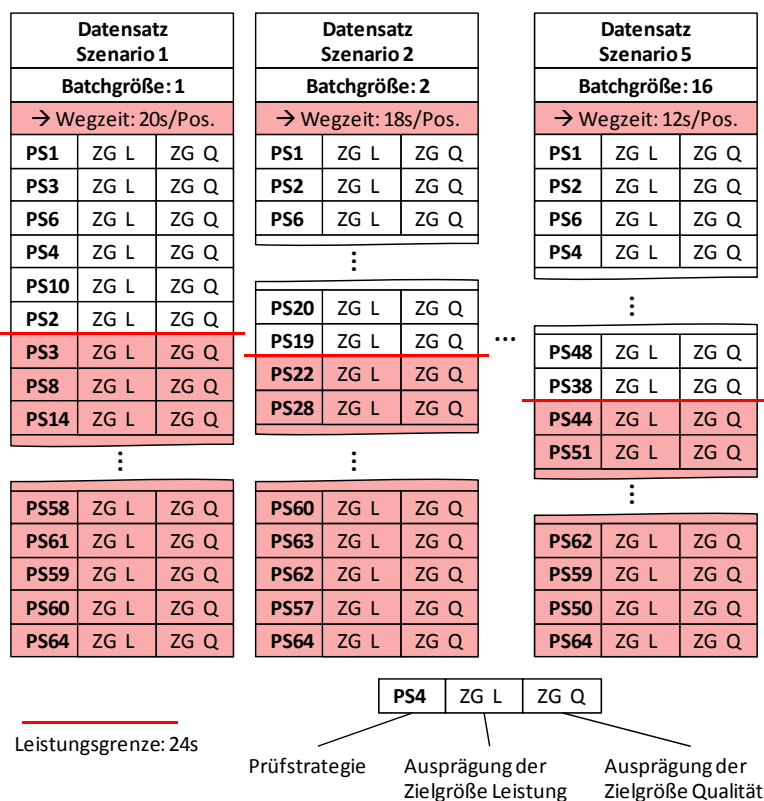 Datensatz
Szenario 1
Batchgröße: 1
→ Wegzeit: 20s/Pos.
PS1 ZG L ZG Q
PS3 ZG L ZG Q
PS6 ZG L ZG Q
PS4 ZG L ZG Q
PS10 ZG L ZG Q
PS2 ZG L ZG Q
PS3 ZG L ZG Q
PS8 ZG L ZG Q
PS14 ZG L ZG Q
⋮
PS58 ZG L ZG Q
PS61 ZG L ZG Q
PS59 ZG L ZG Q
PS60 ZG L ZG Q
PS64 ZG L ZG Q
Datensatz
Szenario 2
Batchgröße: 2
→ Wegzeit: 18s/Pos.
PS1 ZG L ZG Q
PS2 ZG L ZG Q
PS6 ZG L ZG Q
⋮
PS20 ZG L ZG Q
PS19 ZG L ZG Q
PS22 ZG L ZG Q
PS28 ZG L ZG Q
⋮
PS60 ZG L ZG Q
PS63 ZG L ZG Q
PS62 ZG L ZG Q
PS57 ZG L ZG Q
PS64 ZG L ZG Q
...
Datensatz
Szenario 5
Batchgröße: 16
→ Wegzeit: 12s/Pos.
PS1 ZG L ZG Q
PS2 ZG L ZG Q
PS6 ZG L ZG Q
PS4 ZG L ZG Q
⋮
PS48 ZG L ZG Q
PS38 ZG L ZG Q
PS44 ZG L ZG Q
PS51 ZG L ZG Q
⋮
PS62 ZG L ZG Q
PS59 ZG L ZG Q
PS50 ZG L ZG Q
PS64 ZG L ZG Q
PS4 ZG L ZG Q
Leistungsgrenze: 24s
Prüfstrategie
Ausprägung der
Zielgröße Leistung
Ausprägung der
Zielgröße Qualität